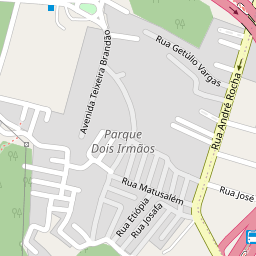 Rua Getúlio Vargas
Avenida Teixeira Brandão
Rua André Rocha
Parque
Dois Irmãos
Rua Matusalém
Rua José
Rua Etiópia
Rua Josafa